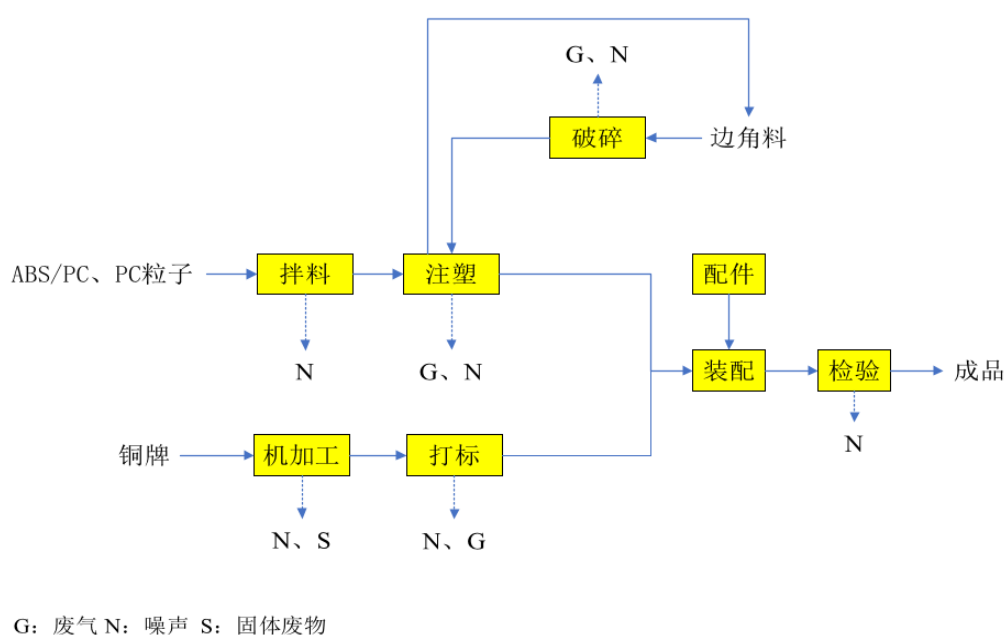 G、N
破碎
边角料
ABS/PC、PC粒子
拌料
注塑
配件
N
G、N
装配
检验
成品
铜牌
机加工
打标
N
N、S
N、G
G：废气 N：噪声 S：固体废物